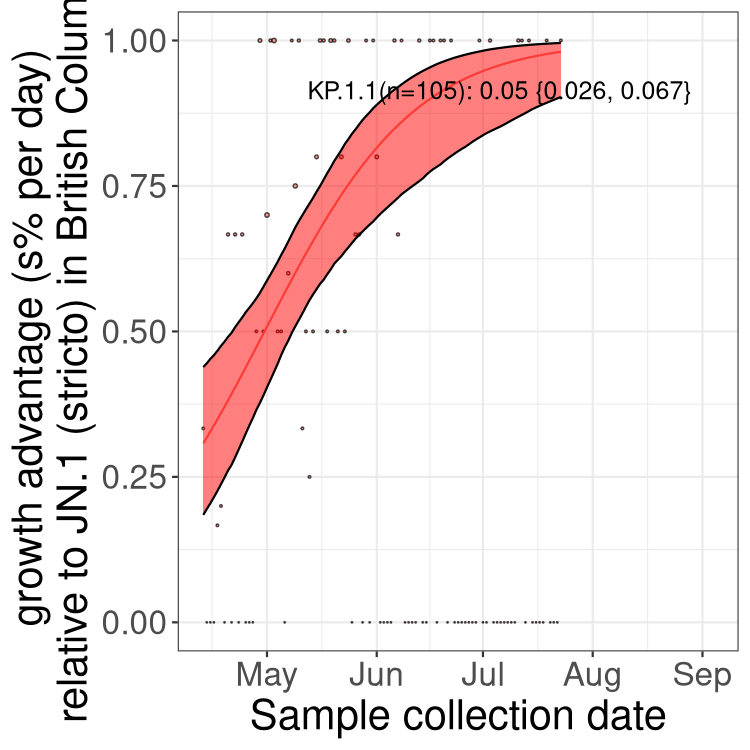 growth advantage (s% per day)
relative to JN.1 (stricto) in British Colum
1.00
0.75
0.50
0.25
0.00
KP.1.1(n=105): 0.05 {0.026, 0.067}
May Jun Jul Aug Sep
Sample collection date